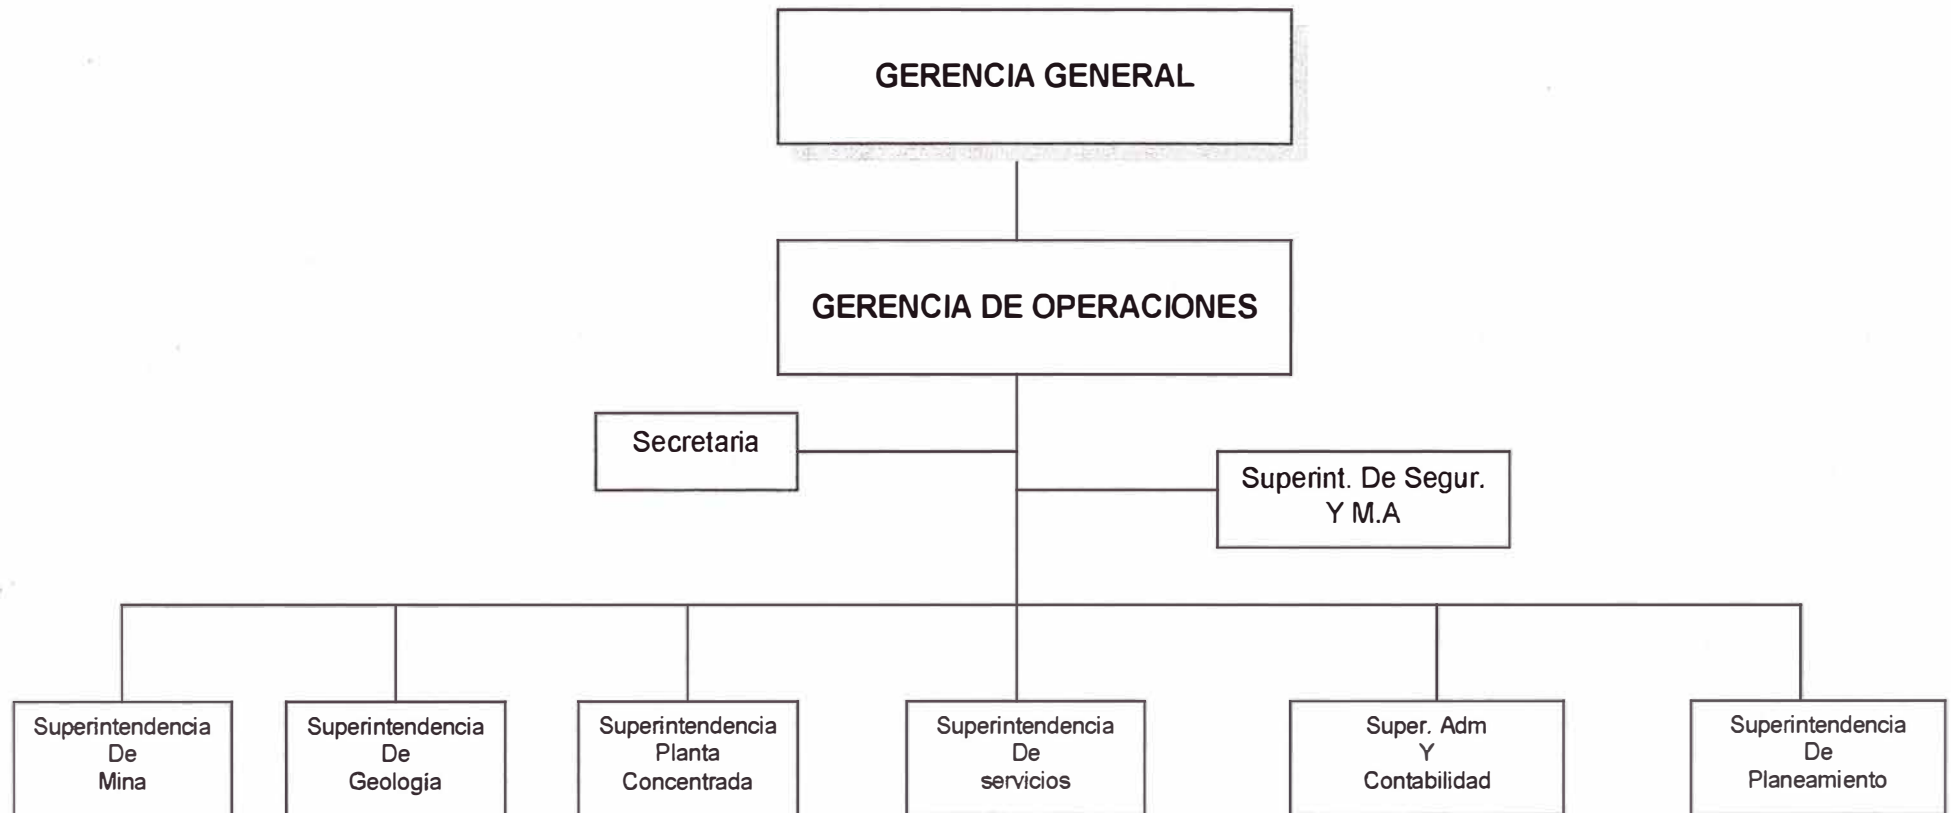 GERENCIA GENERAL
GERENCIA DE OPERACIONES
Secretaria
Superint. De Segur.
Y M.A
Superintendencia
De
Mina
Superintendencia
De
Geología
Superintendencia
Planta
Concentrada
Superintendencia
De
servicios
Super. Adm
Y
Contabilidad
Superintendencia
De
Planeamiento